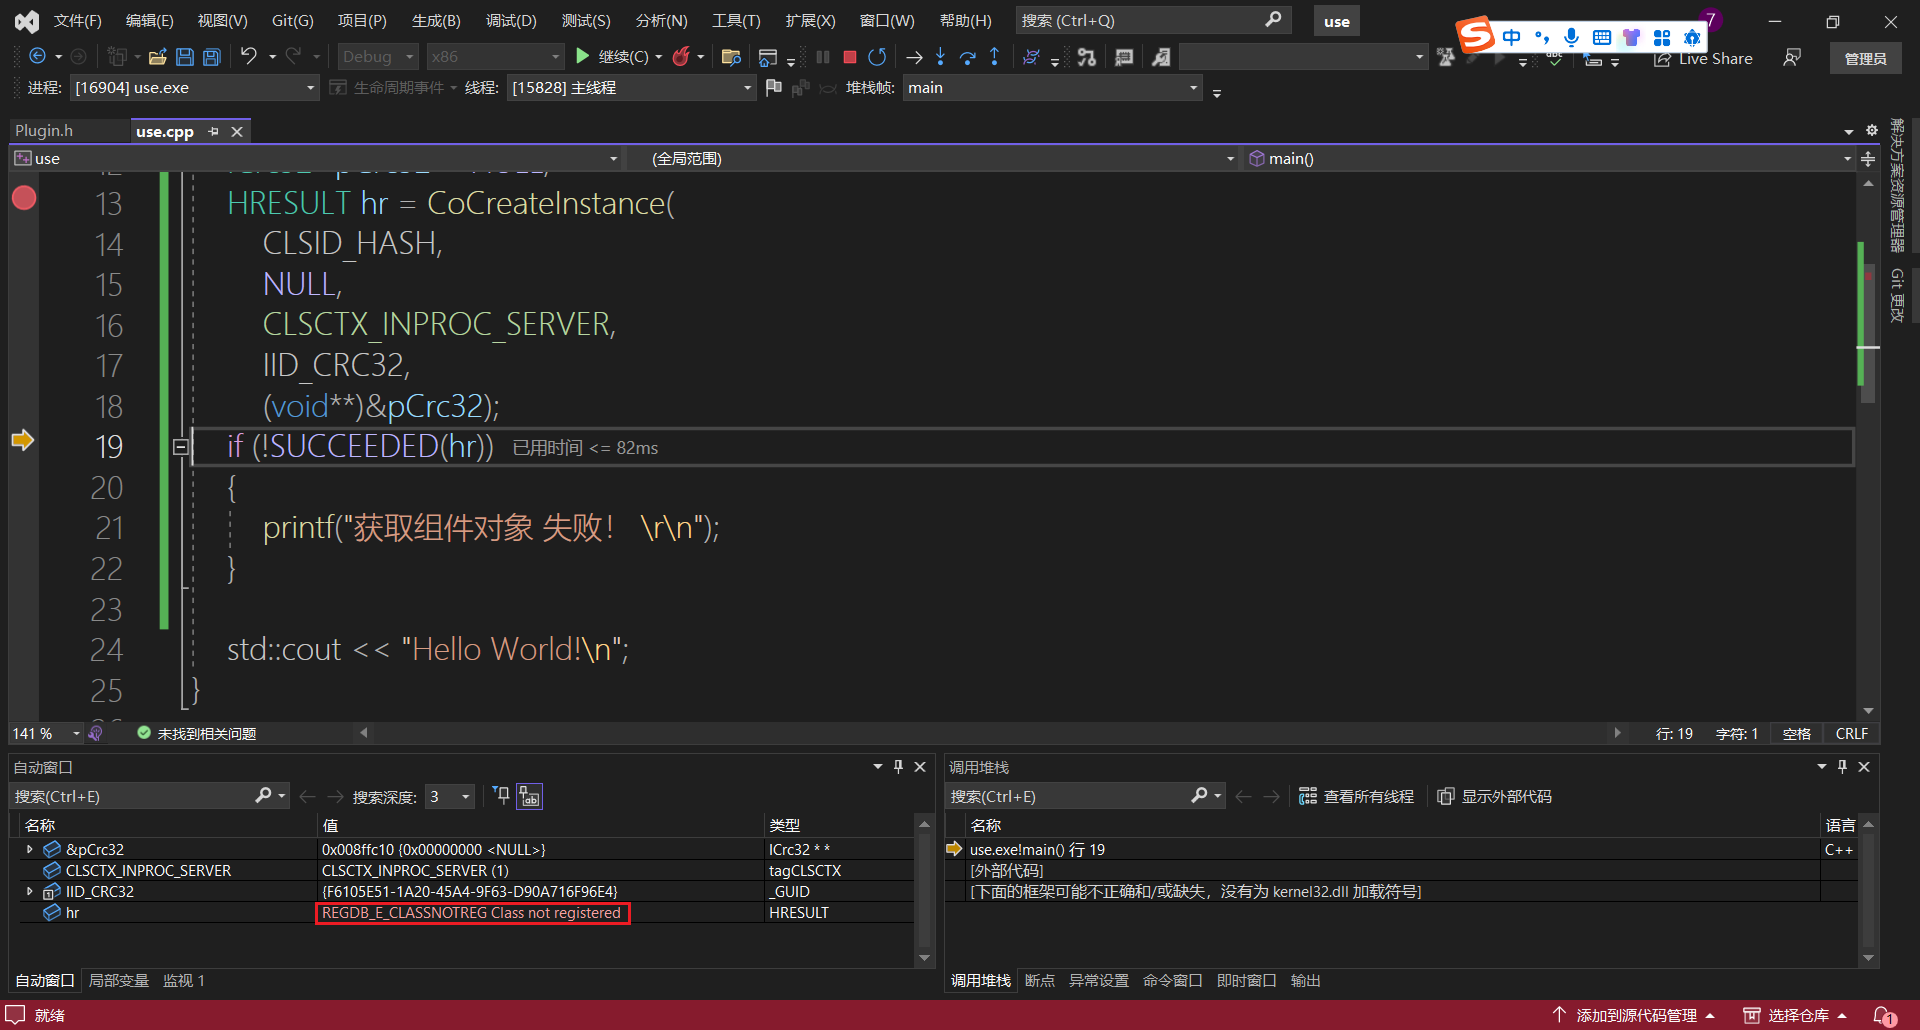 文件(F) 编辑(E) 视图(V) Git(G) 项目(P) 生成(B) 调试(D) 测试(S) 分析(N) 工具(T) 扩展(X) 窗口(W) 帮助(H) 搜索 (Ctrl+Q) use 中 7
Debug x86 继续(C) Live Share 管理员
进程: [16904] use.exe 生命周期事件 线程: [15828] 主线程 堆栈帧: main
Plugin.h use.cpp
use (全局范围) main()
13 HRESULT hr = CoCreateInstance(
14 CLSID_HASH,
15 NULL,
16 CLSCTX_INPROC_SERVER,
17 IID_CRC32,
18 (void**)&pCrc32);
19 if (!SUCCEEDED(hr)) 已用时间 <= 82ms
20 {
21 printf("获取组件对象 失败！ \r\n");
22 }
23
24 std::cout << "Hello World!\n";
25 }
解决方案资源管理器
Git 更改
141 % 未找到相关问题 行: 19 字符: 1 空格 CRLF
自动窗口
搜索(Ctrl+E) 搜索深度: 3
名称 值 类型
&pCrc32 0x008ffc10 {0x00000000 <NULL>} ICrc32 * *
CLSCTX_INPROC_SERVER CLSCTX_INPROC_SERVER (1) tagCLSCTX
IID_CRC32 {F6105E51-1A20-45A4-9F63-D90A716F96E4} _GUID
hr REGDB_E_CLASSNOTREG Class not registered HRESULT
自动窗口 局部变量 监视 1
调用堆栈
搜索(Ctrl+E) 查看所有线程 显示外部代码
名称 语言
use.exe!main() 行 19 C++
[外部代码]
[下面的框架可能不正确和/或缺失，没有为 kernel32.dll 加载符号]
调用堆栈 断点 异常设置 命令窗口 即时窗口 输出
就绪 添加到源代码管理 选择仓库 1